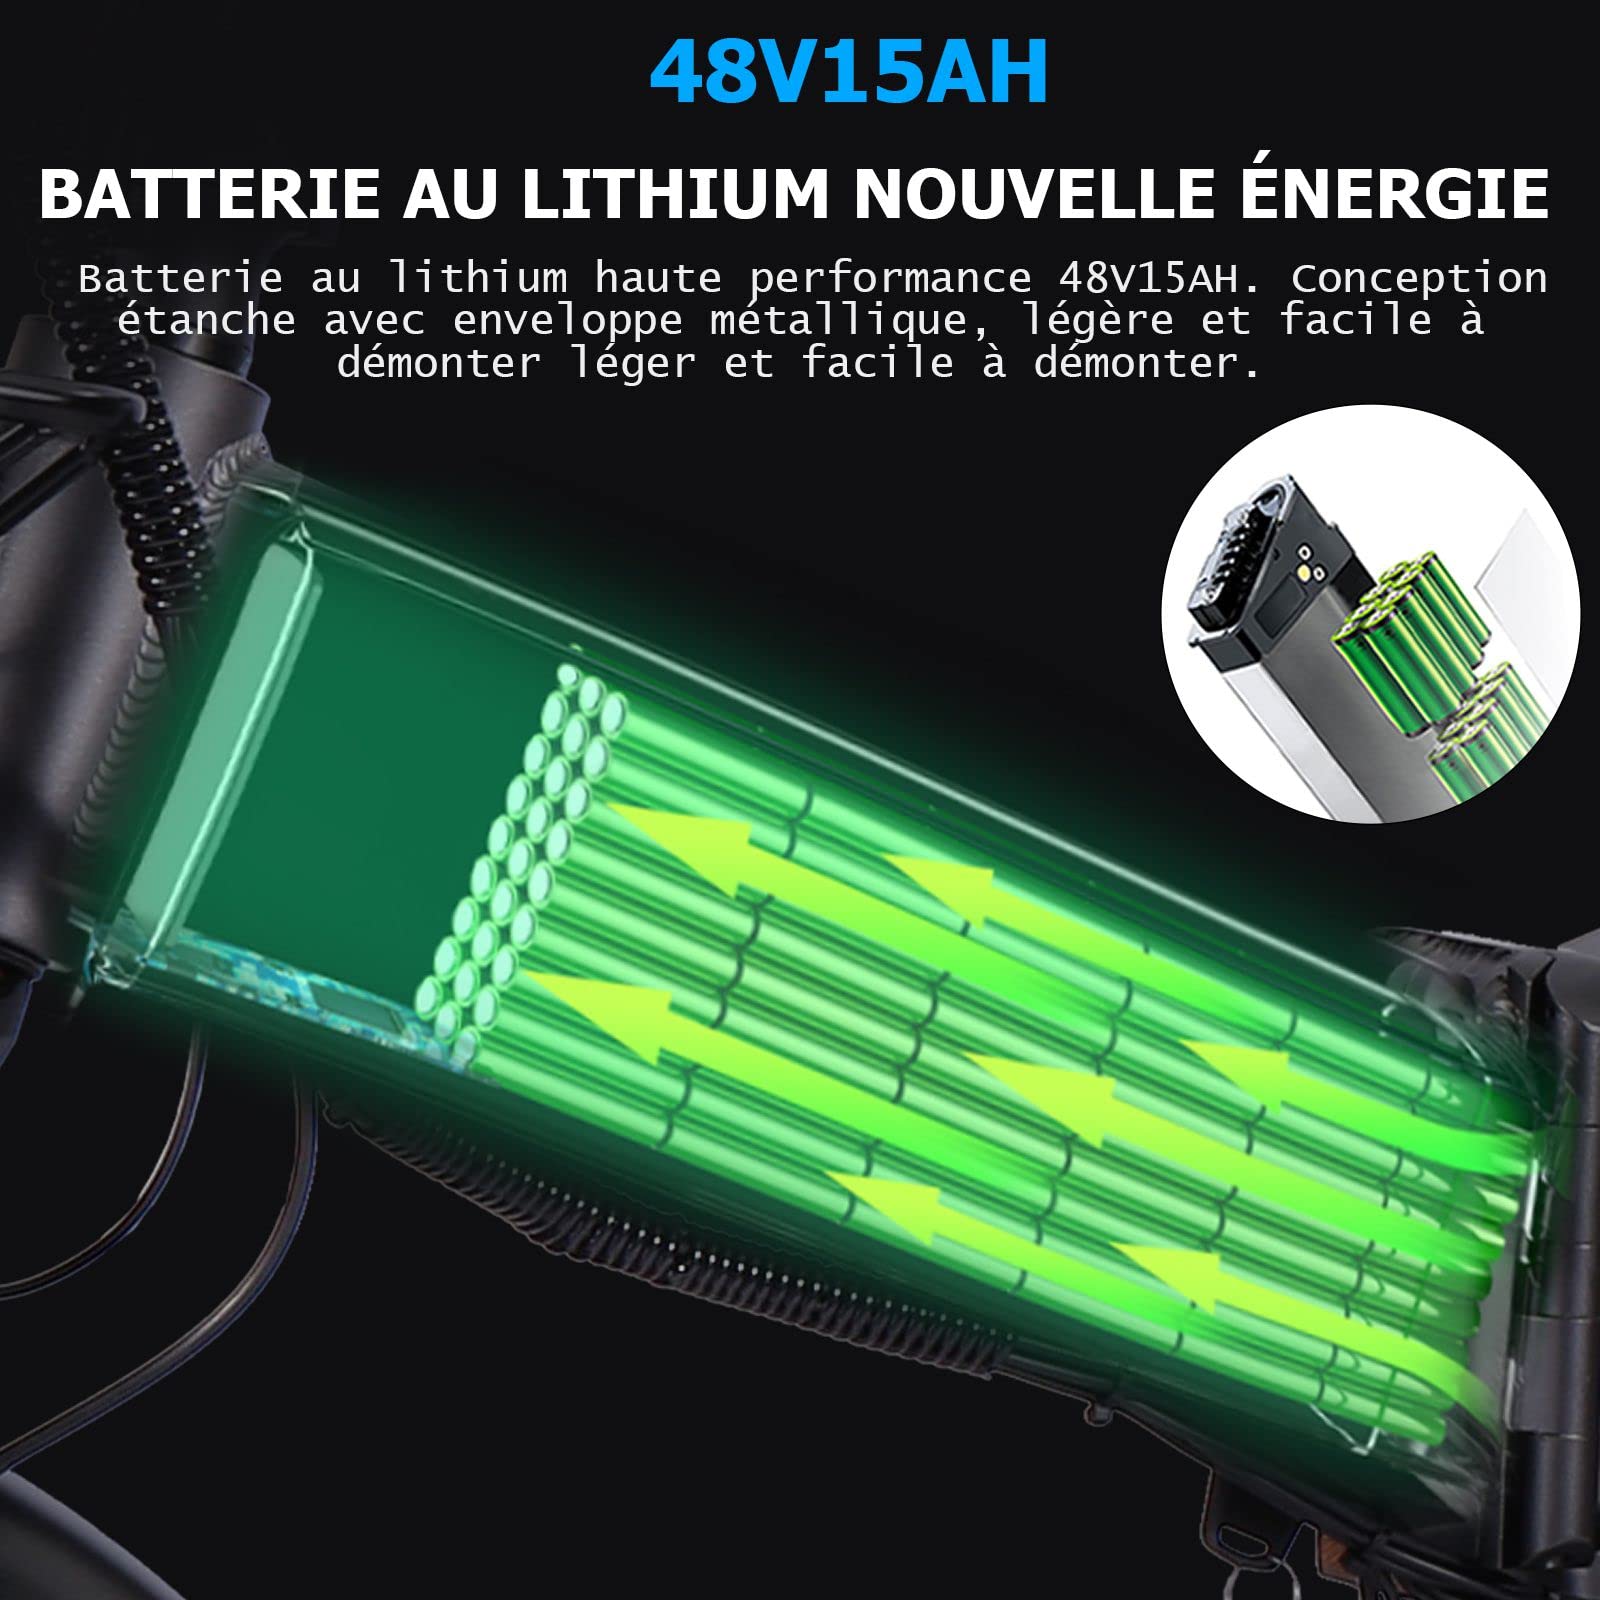 48V15AH
BATTERIE AU LITHIUM NOUVELLE ÉNERGIE
Batterie au lithium haute performance 48V15AH. Conception
étanche avec enveloppe métallique, légère et facile à
démonter léger et facile à démonter.